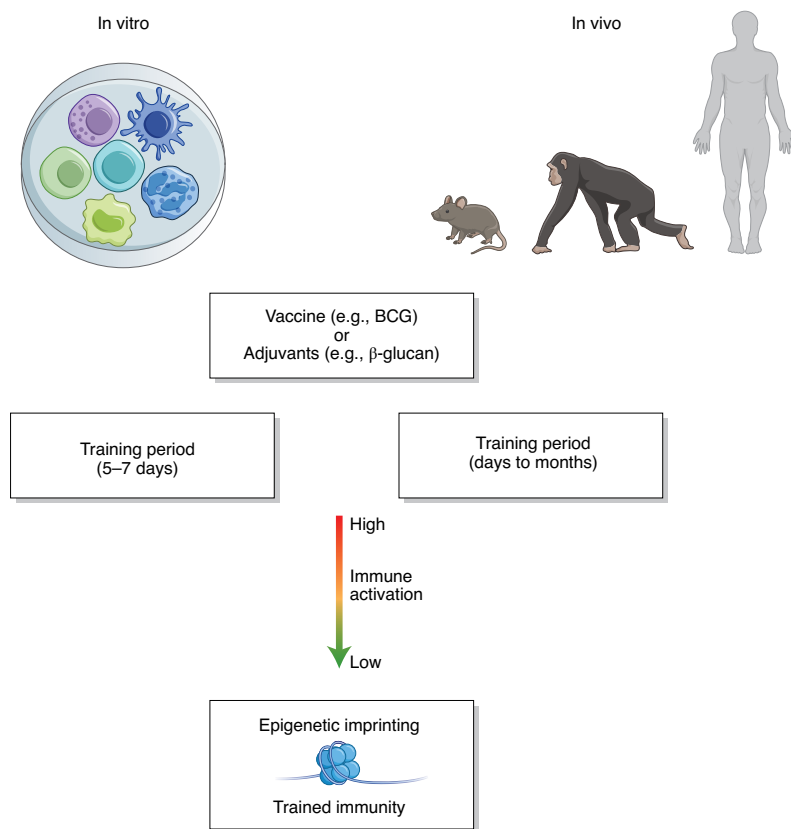 In vitro
In vivo
Vaccine (e.g., BCG)
or
Adjuvants (e.g., β-glucan)
Training period
(5–7 days)
Training period
(days to months)
High
Immune
activation
Low
Epigenetic imprinting
Trained immunity